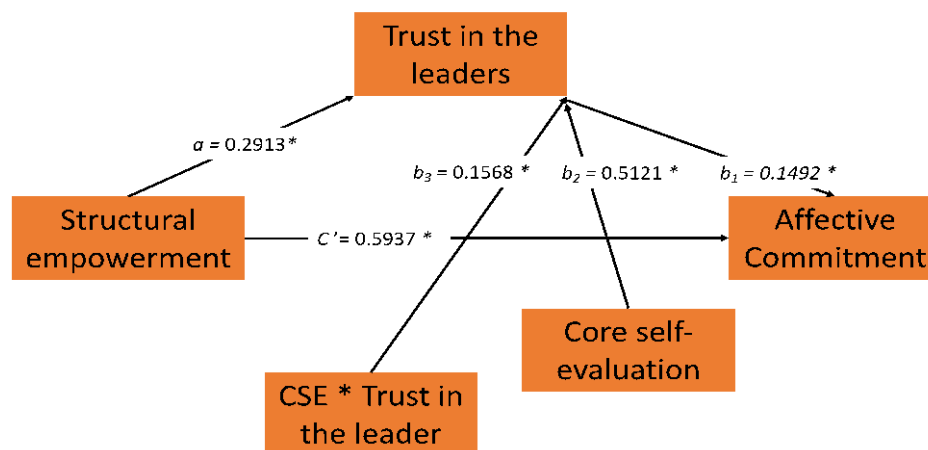 Trust in the
leaders
a = 0.2913*
b3 = 0.1568 *
b2 = 0.5121 *
b1 = 0.1492 *
Structural
empowerment
C'= 0.5937 *
Affective
Commitment
Core self-
evaluation
CSE * Trust in
the leader